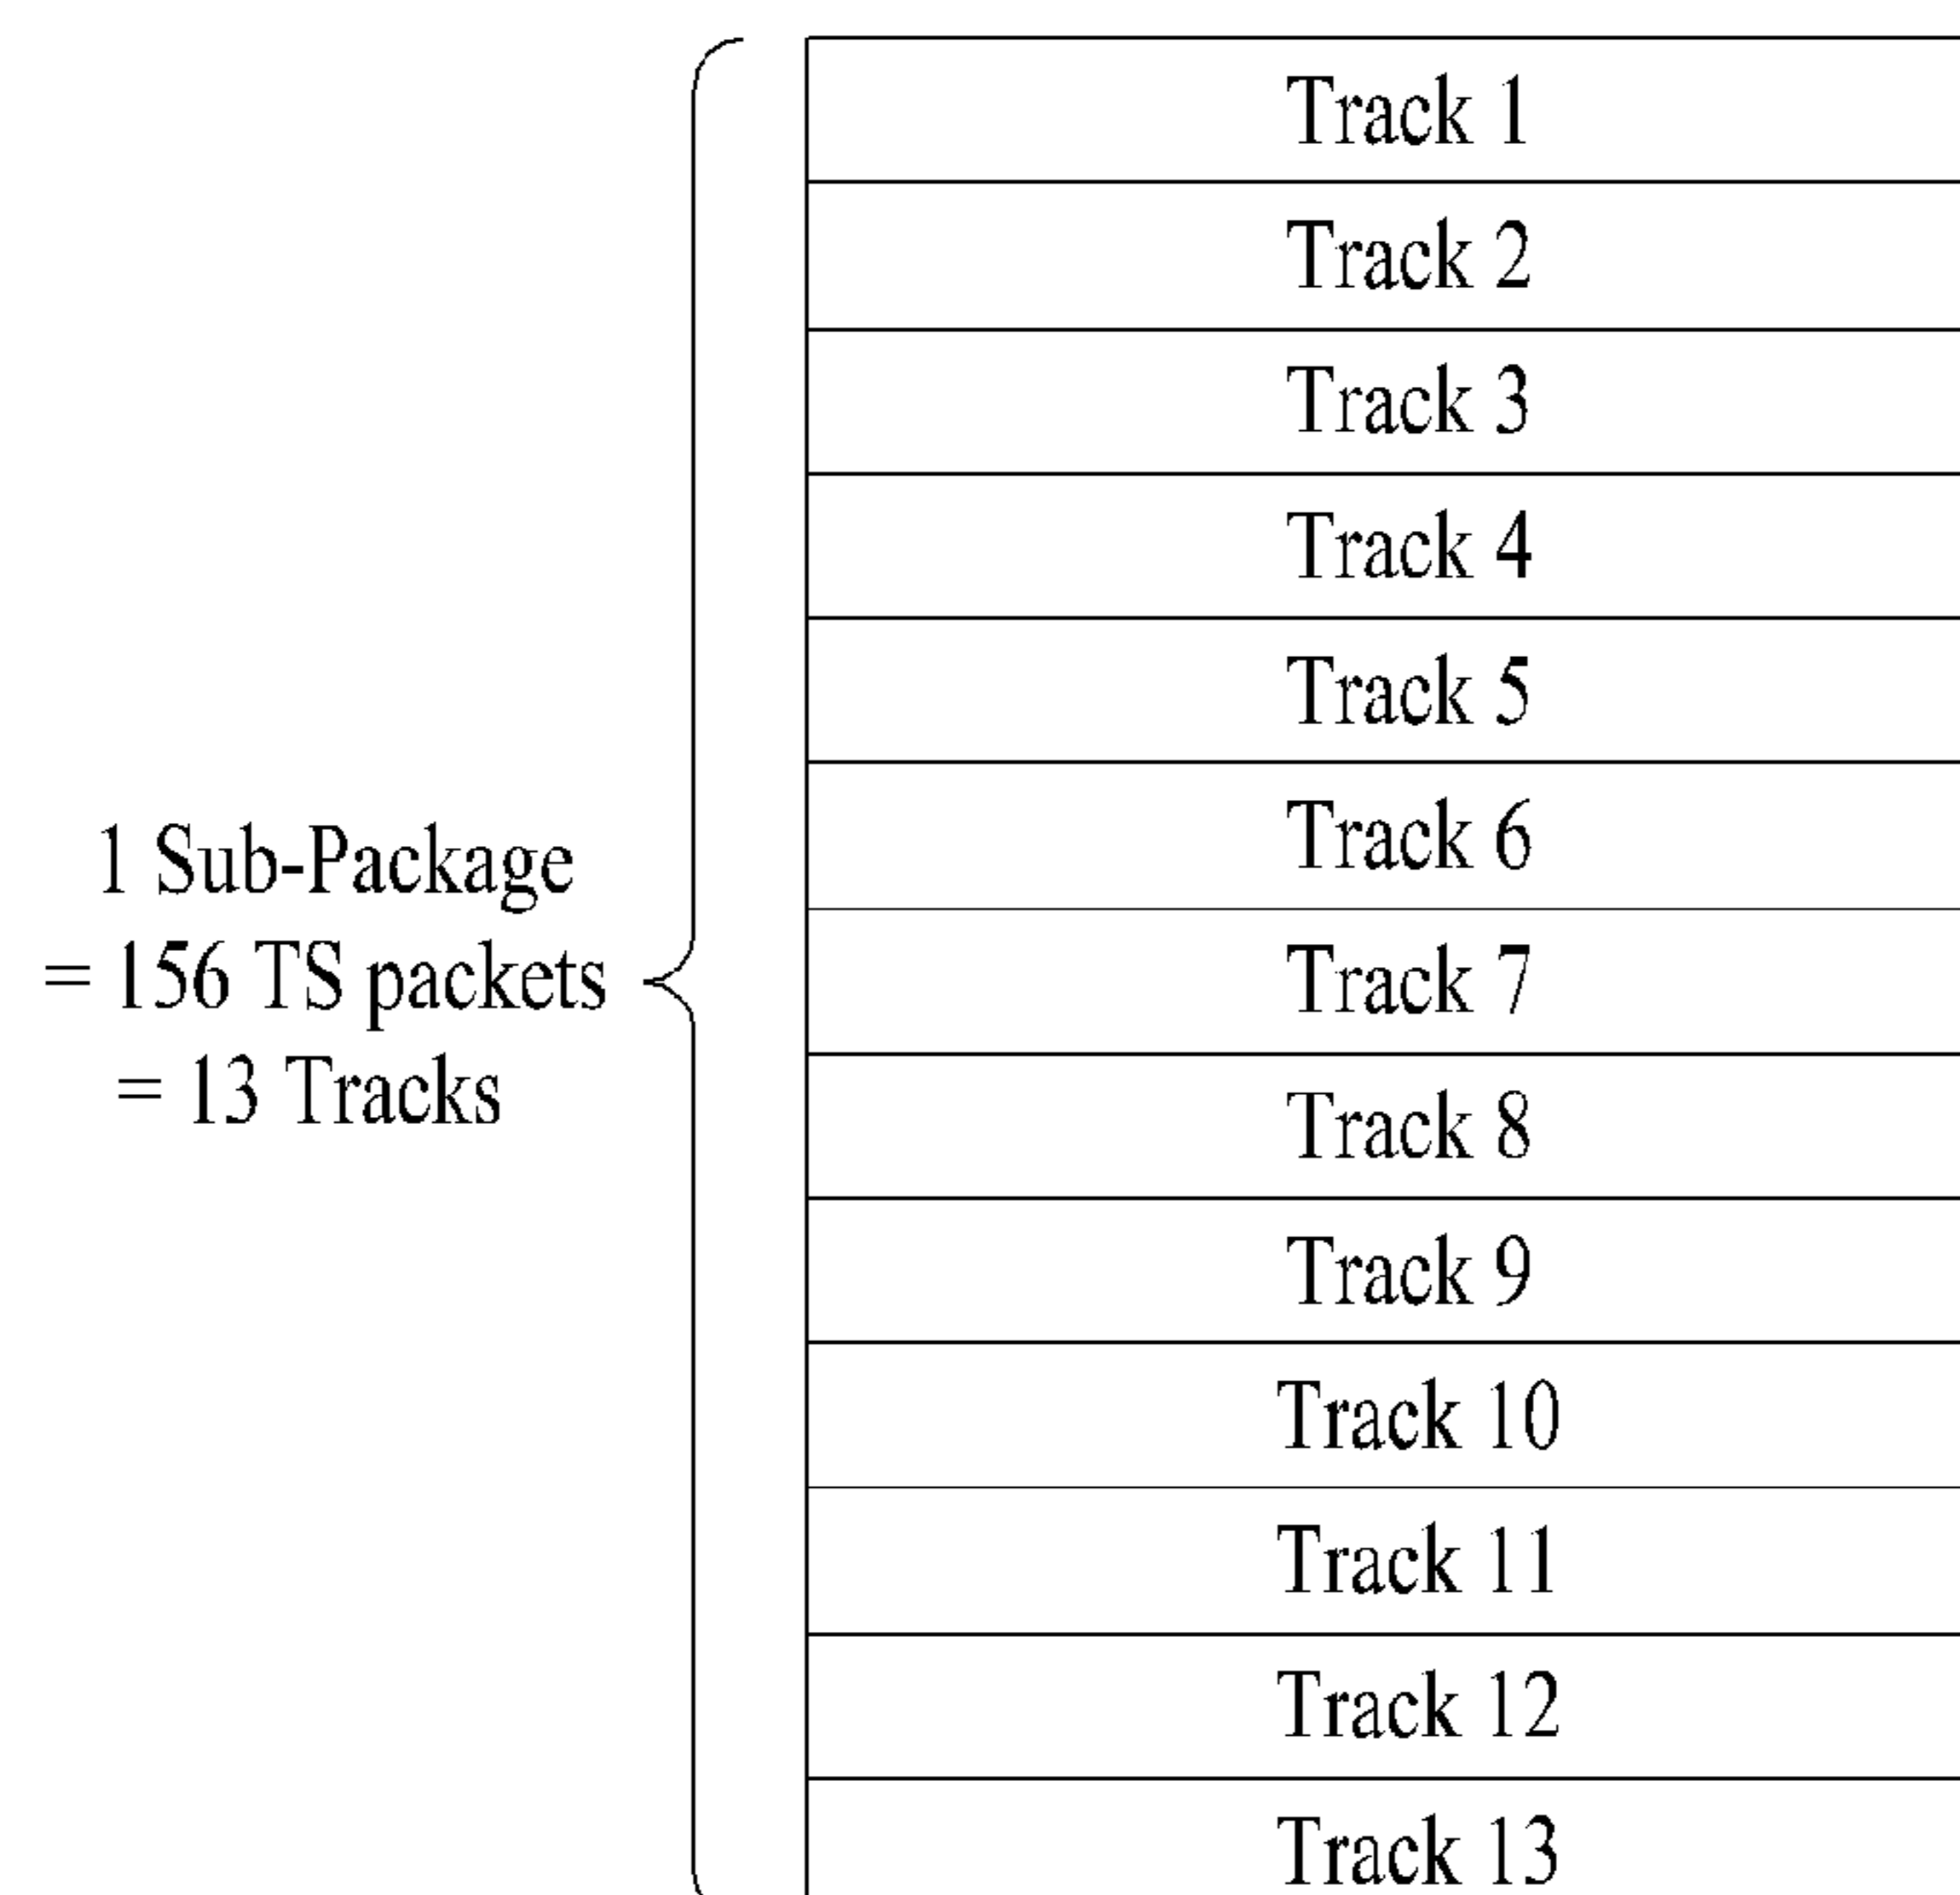 1 Sub-Package
= 156 TS packets
= 13 Tracks
Track 1
Track 2
Track 3
Track 4
Track 5
Track 6
Track 7
Track 8
Track 9
Track 10
Track 11
Track 12
Track 13